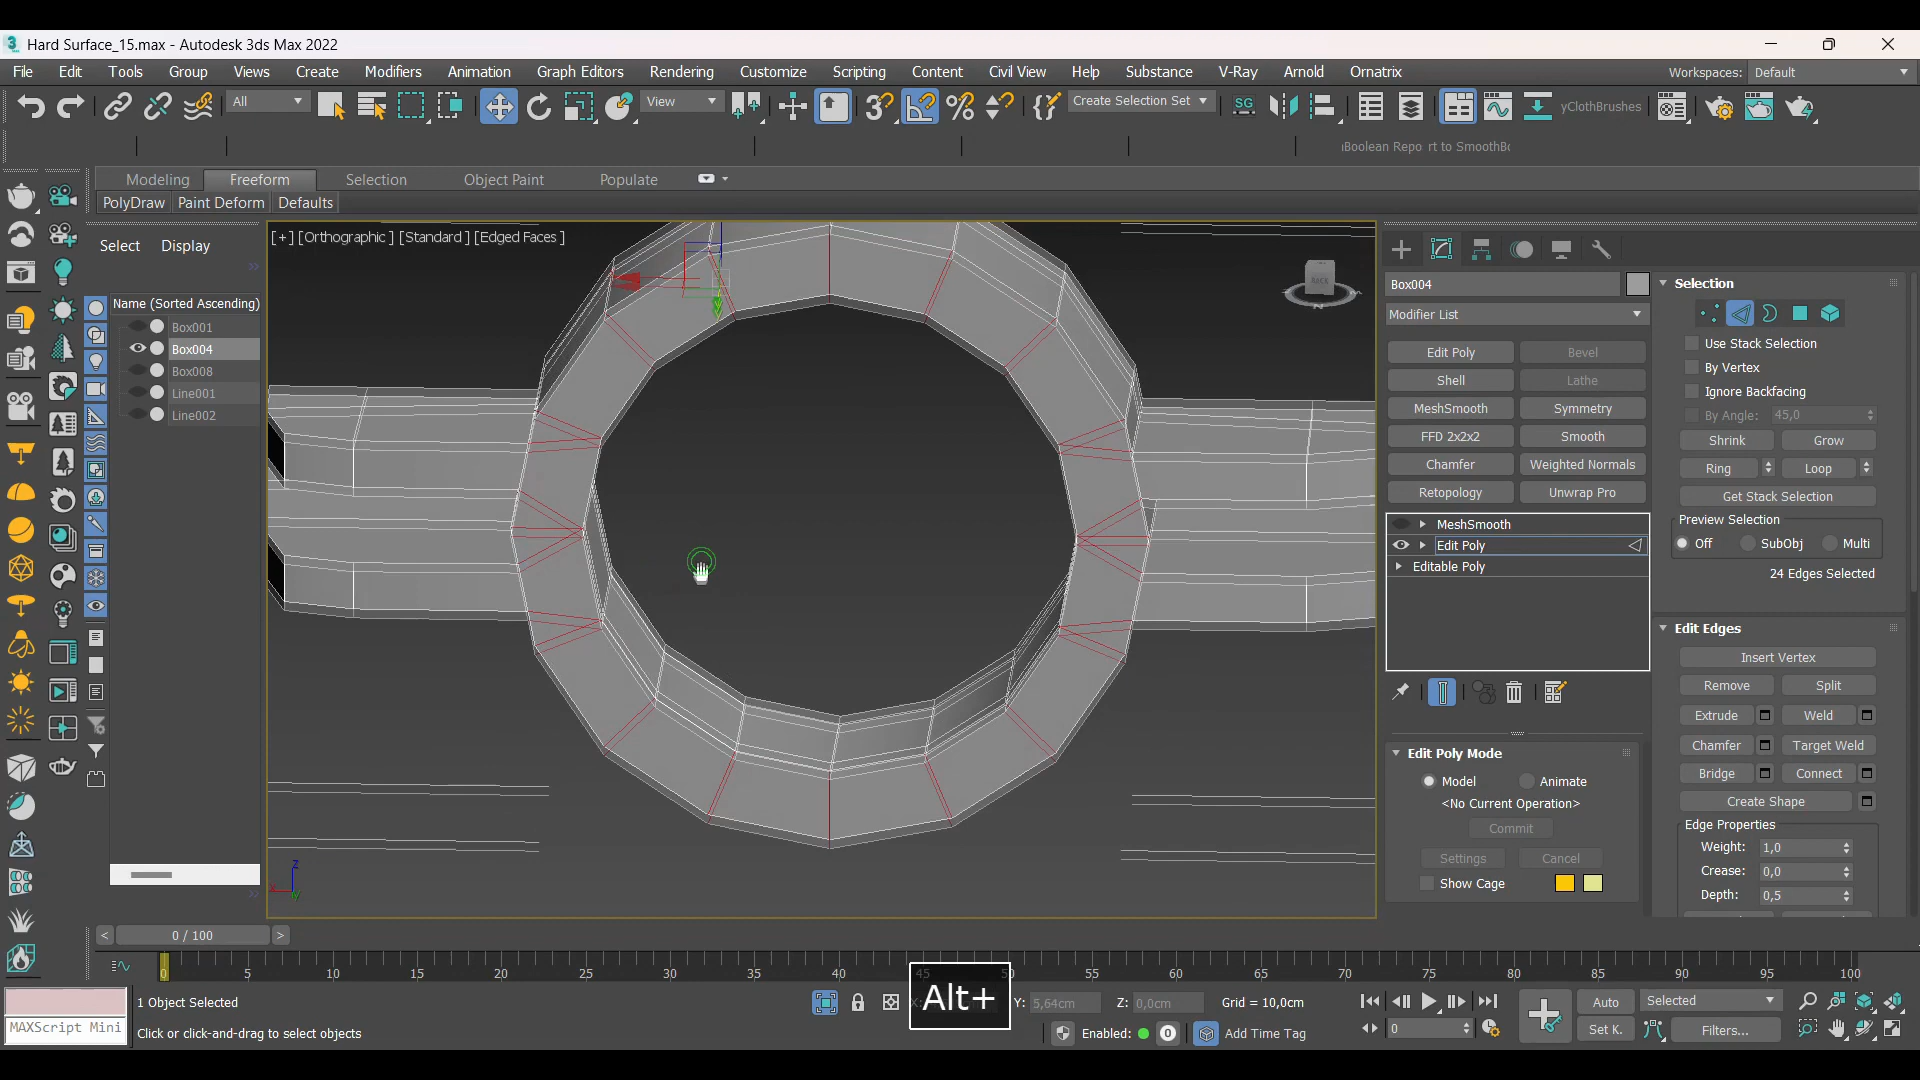 Hard Surface_15.max - Autodesk 3ds Max 2022
File Edit Tools Group Views Create Modifiers Animation Graph Editors Rendering Customize Scripting Content Civil View Help Substance V-Ray Arnold Ornatrix Workspaces: Default
All View Create Selection Set SG yClothBrushes
Boolean Repo rt to SmoothBo
Modeling Freeform Selection Object Paint Populate
PolyDraw Paint Deform Defaults
Select Display
[+] [Orthographic ] [Standard ] [Edged Faces ]
Name (Sorted Ascending)
Box001
Box004
Box008
Line001
Line002
BACK
N
z
x
y
Box004
Modifier List
Edit Poly Bevel
Shell Lathe
MeshSmooth Symmetry
FFD 2x2x2 Smooth
Chamfer Weighted Normals
Retopology Unwrap Pro
MeshSmooth
Edit Poly
Editable Poly
Edit Poly Mode
Model Animate
<No Current Operation>
Commit
Settings Cancel
Show Cage
Selection
Use Stack Selection
By Vertex
Ignore Backfacing
By Angle: 45,0
Shrink Grow
Ring Loop
Get Stack Selection
Preview Selection
Off SubObj Multi
24 Edges Selected
Edit Edges
Insert Vertex
Remove Split
Extrude Weld
Chamfer Target Weld
Bridge Connect
Create Shape
Edge Properties
Weight: 1,0
Crease: 0,0
Depth: 0,5
< 0 / 100 >
0 5 10 15 20 25 30 35 40 45 50 55 60 65 70 75 80 85 90 95 100
MAXScript Mini
1 Object Selected
Click or click-and-drag to select objects
Alt+
Y: 5,64cm Z: 0,0cm Grid = 10,0cm
Enabled: 0 Add Time Tag
0
Auto Selected
Set K. Filters...